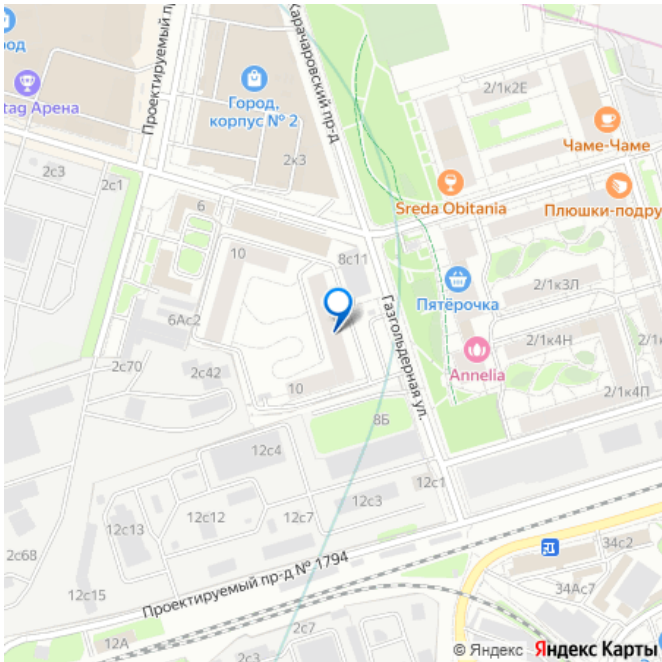 Карачаровский пр-д
Проектируемый пр
од
tag Арена
Город,
корпус № 2
2/1к2Е
Чаме-Чаме
2с3
2с1
2к3
Sreda Obitania
Плюшки-подру
6
10
8с11
Пятёрочка
2/1к3Л
Газгольдерная ул.
6Ас2
2/1к4Н
2/1к
Annelia
2с70
2с42
10
2/1к4П
8Б
12с4
12с1
12с3
12с13
12с12
12с7
2с68
Проектируемый пр-д № 1794
34с2
34Ас7
12с15
12А
2с7
© Яндекс Яндекс Карты